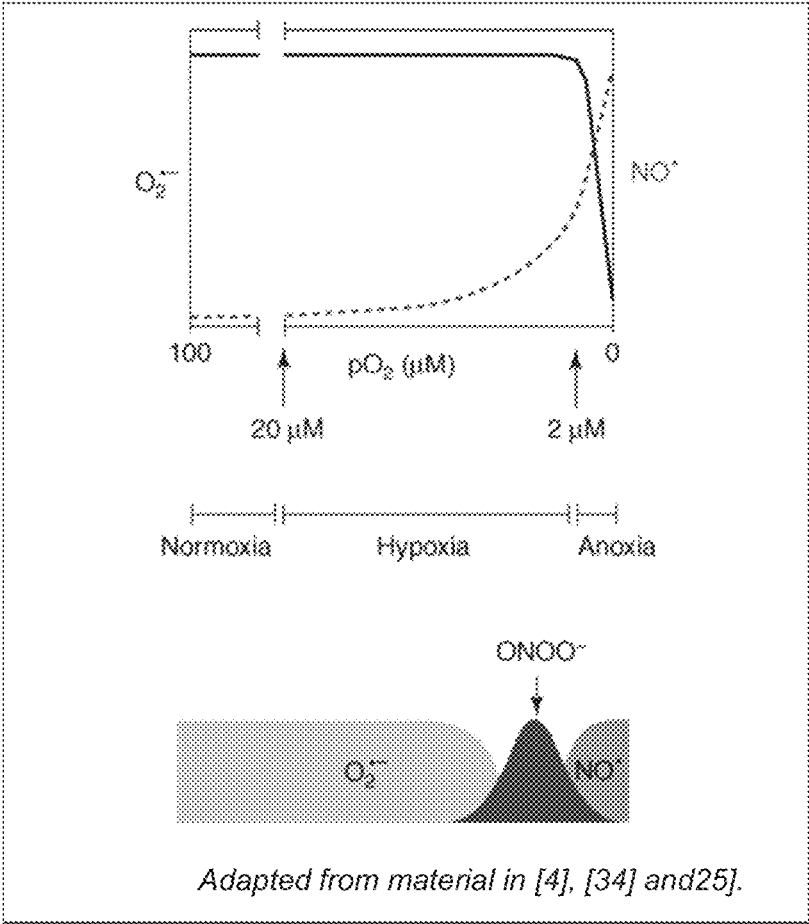 O₂•− NO•
100 pO₂ (μM) 0
20 μM 2 μM
Normoxia Hypoxia Anoxia
ONOO⁻
O₂•− NO•
Adapted from material in [4], [34] and25].